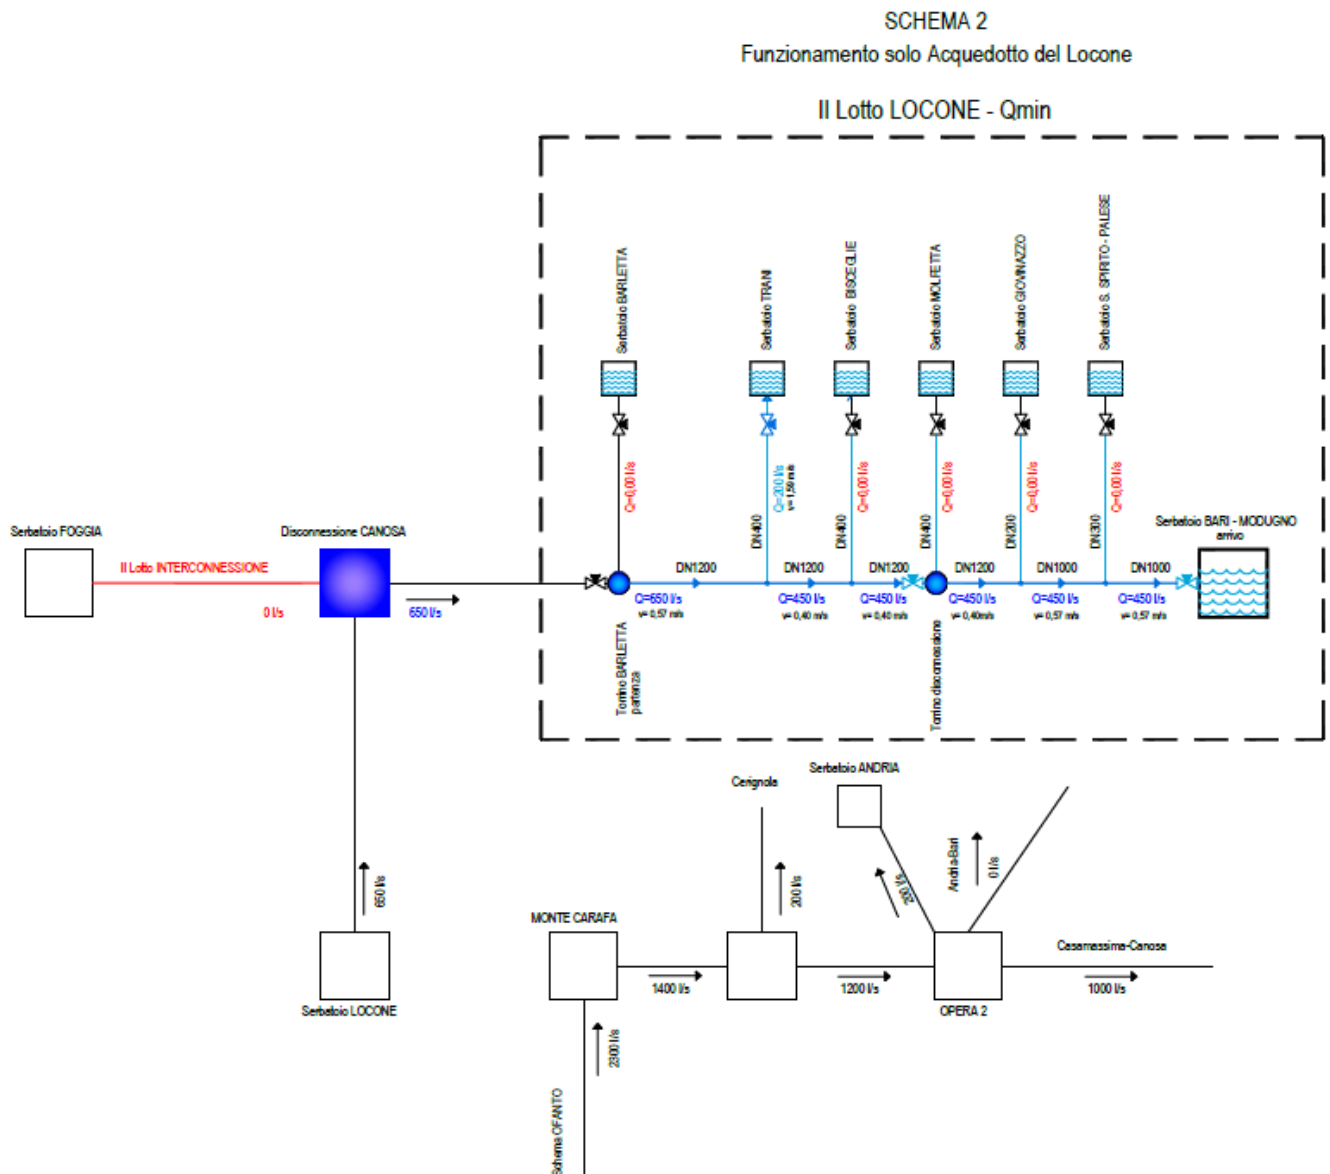 SCHEMA 2
Funzionamento solo Acquedotto del Locone
II Lotto LOCONE - Qmin
Serbatoio BARLETTA
Serbatoio TRANI
Serbatoio BISCEGLIE
Serbatoio MOLFETTA
Serbatoio GIOVINAZZO
Serbatoio S. SPIRITO - PALESE
Q=0,00 l/s
Q=200 l/s
v= 1,59 m/s
Q=0,00 l/s
Q=0,00 l/s
Q=0,00 l/s
Q=0,00 l/s
DN400
DN400
DN400
DN200
DN300
Serbatoio FOGGIA
Disconnessione CANOSA
Serbatoio BARI - MODUGNO
arrivo
II Lotto INTERCONNESSIONE
0 l/s
650 l/s
DN1200
DN1200
DN1200
DN1200
DN1000
DN1000
Q=650 l/s
Q=450 l/s
Q=450 l/s
Q=450 l/s
Q=450 l/s
Q=450 l/s
v= 0,57 m/s
v= 0,40 m/s
v= 0,40 m/s
v= 0,40m/s
v= 0,57 m/s
v= 0,57 m/s
Torrino BARLETTA
partenza
Torrino disconnessione
Serbatoio ANDRIA
Cerignola
Andria-Bari
0 l/s
200 l/s
200 l/s
650 l/s
MONTE CARAFA
Casamassima-Canosa
1400 l/s
1200 l/s
1000 l/s
Serbatoio LOCONE
OPERA 2
2300 l/s
Schema OFANTO